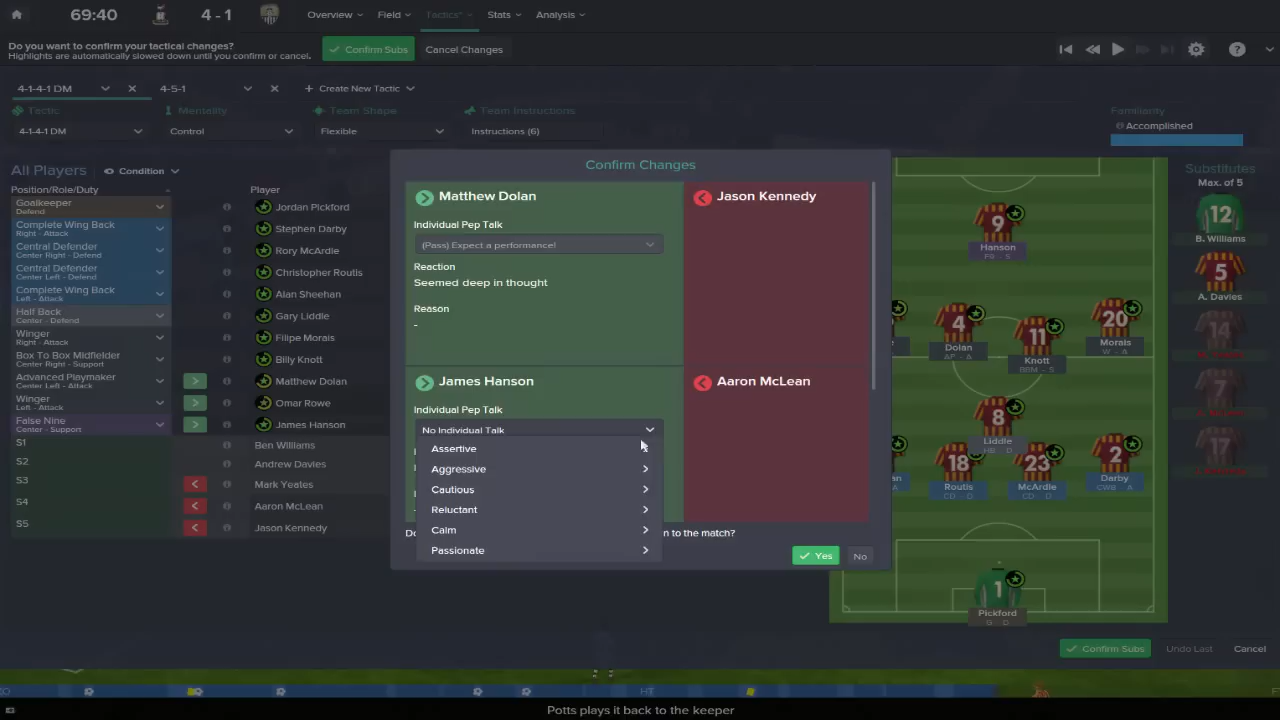 69:40
4 - 1
Overview
Field
Tactics*
Stats
Analysis
Do you want to confirm your tactical changes?
Highlights are automatically slowed down until you confirm or cancel.
Confirm Subs
Cancel Changes
4-1-4-1 DM
4-5-1
Create New Tactic
Tactic
Mentality
Team Shape
Team Instructions
Familiarity
4-1-4-1 DM
Control
Flexible
Instructions (6)
Accomplished
All Players
Condition
Position/Role/Duty
Player
Goalkeeper
Defend
Jordan Pickford
Complete Wing Back
Right - Attack
Stephen Darby
Central Defender
Center Right - Defend
Rory McArdle
Central Defender
Center Left - Defend
Christopher Routis
Complete Wing Back
Left - Attack
Alan Sheehan
Half Back
Center - Defend
Gary Liddle
Winger
Right - Attack
Filipe Morais
Box To Box Midfielder
Center Right - Support
Billy Knott
Advanced Playmaker
Center Left - Attack
Matthew Dolan
Winger
Left - Attack
Omar Rowe
False Nine
Center - Support
James Hanson
S1
Ben Williams
S2
Andrew Davies
S3
Mark Yeates
S4
Aaron McLean
S5
Jason Kennedy
Confirm Changes
Matthew Dolan
Jason Kennedy
Individual Pep Talk
(Pass) Expect a performance!
Reaction
Seemed deep in thought
Reason
-
James Hanson
Aaron McLean
Individual Pep Talk
No Individual Talk
Assertive
Aggressive
Cautious
Reluctant
Calm
Passionate
n to the match?
Yes
No
9
Hanson
F9 - S
4
Dolan
AP - A
11
Knott
BBM - S
20
Morais
W - A
8
Liddle
HB - D
18
Routis
CD - D
23
McArdle
CD - D
2
Darby
CWB - A
1
Pickford
G - D
Substitutes
Max. of 5
12
B. Williams
5
A. Davies
14
7
17
Confirm Subs
Undo Last
Cancel
HT
Potts plays it back to the keeper